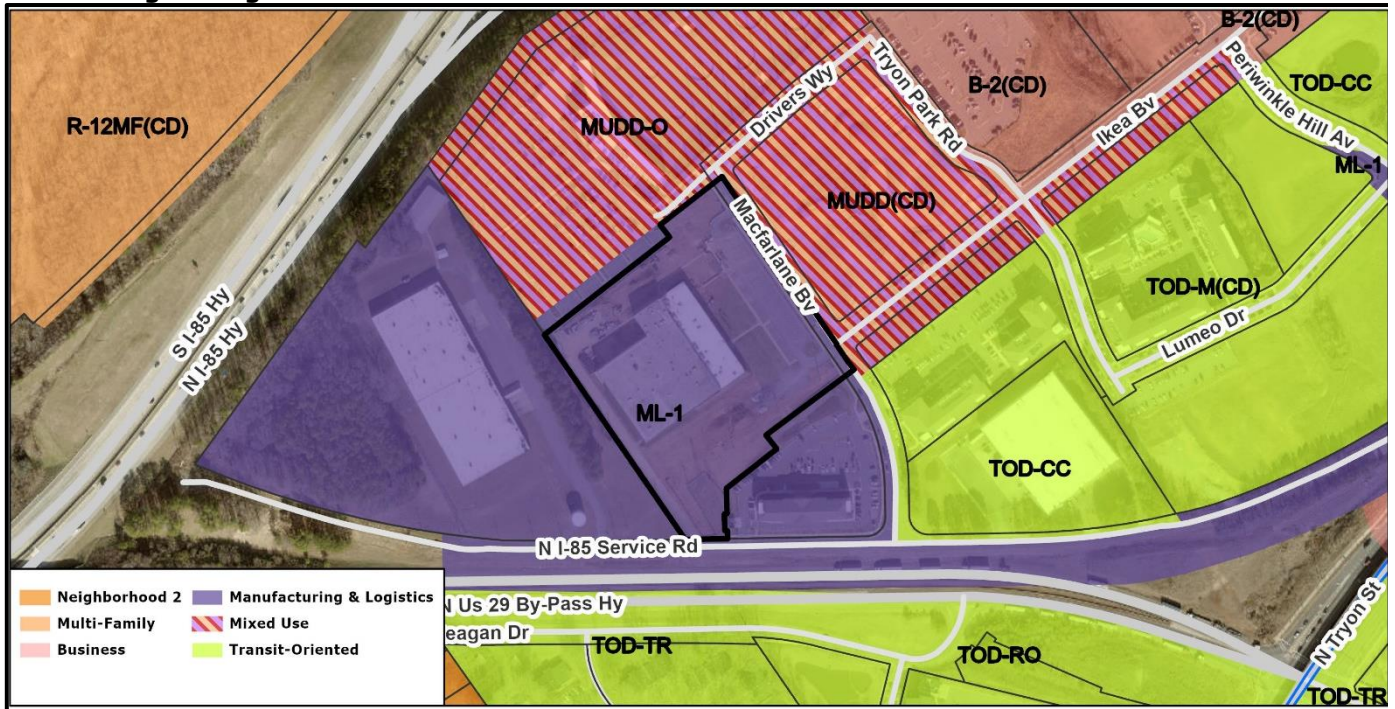 B-2(CD)
R-12MF(CD)
MUDD-O
Drivers Wy
Tryon Park Rd
B-2(CD)
Ikea Bv
Periwinkle Hill Av
TOD-CC
ML-1
MUDD(CD)
Macfarlane Bv
TOD-M(CD)
Lumeo Dr
S I-85 Hy
N I-85 Hy
ML-1
TOD-CC
N I-85 Service Rd
N Us 29 By-Pass Hy
eagan Dr
TOD-TR
TOD-RO
N Tryon St
TOD-TR
Neighborhood 2
Manufacturing & Logistics
Multi-Family
Mixed Use
Business
Transit-Oriented